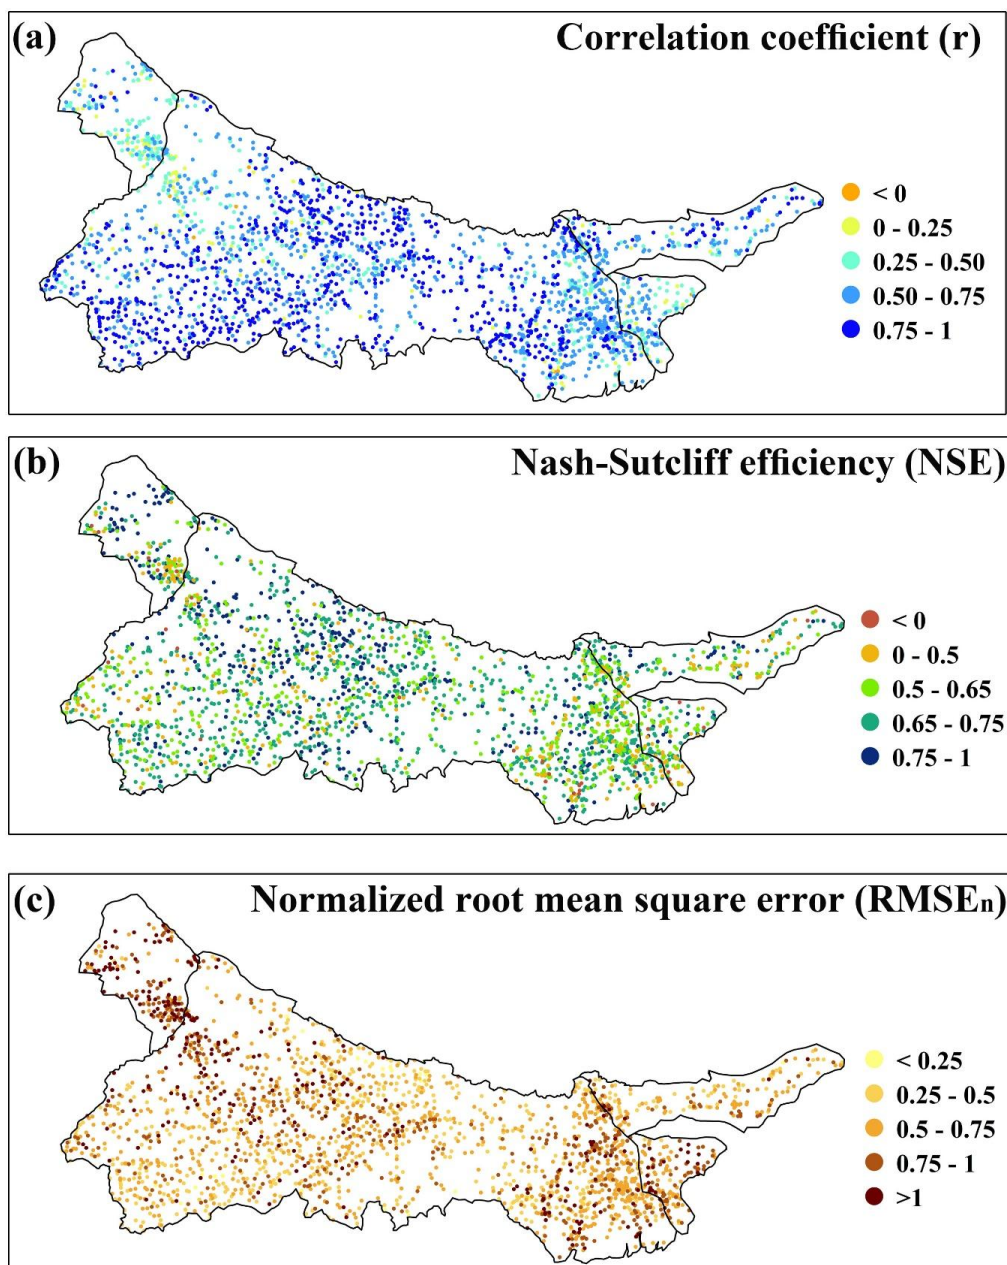 (a) Correlation coefficient (r)
< 0
0 - 0.25
0.25 - 0.50
0.50 - 0.75
0.75 - 1
(b) Nash-Sutcliff efficiency (NSE)
< 0
0 - 0.5
0.5 - 0.65
0.65 - 0.75
0.75 - 1
(c) Normalized root mean square error (RMSEn)
< 0.25
0.25 - 0.5
0.5 - 0.75
0.75 - 1
>1